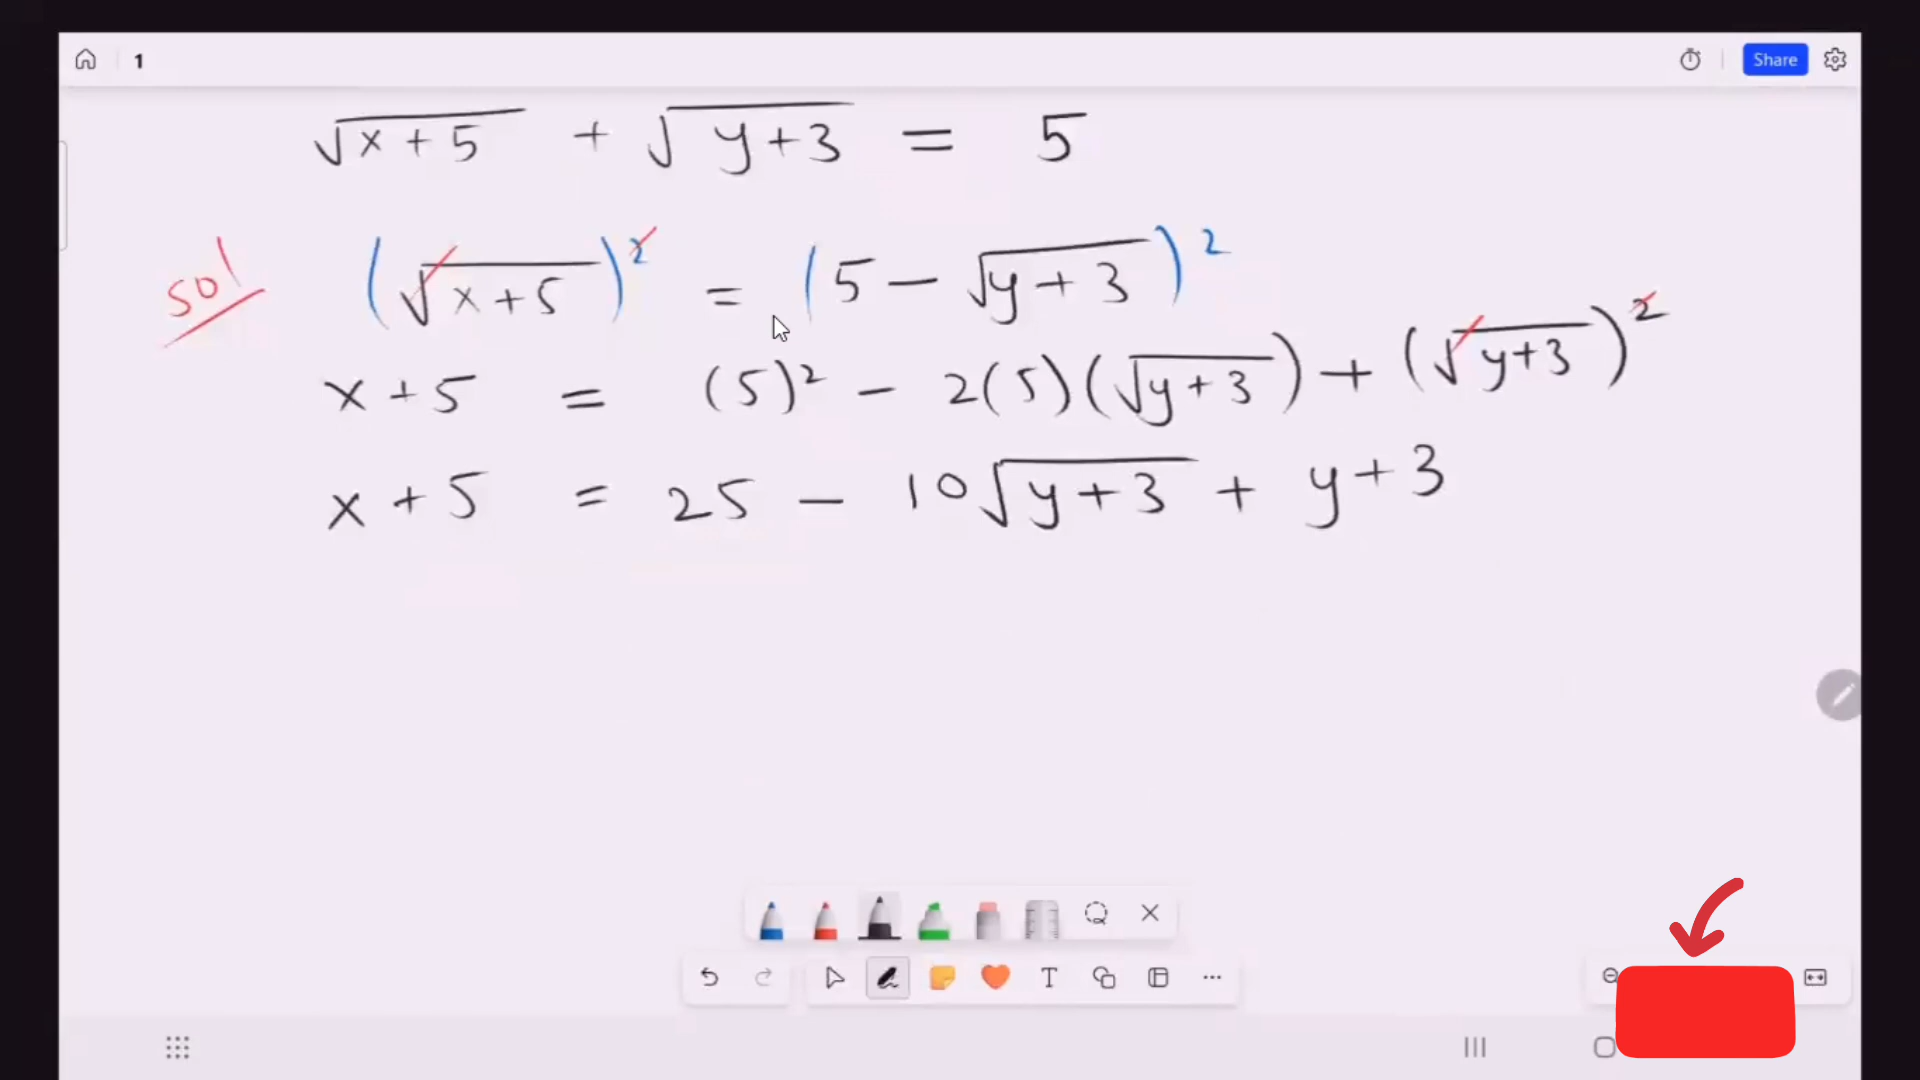 1
Share
√x+5 + √y+3 = 5
sol
(√x+5)² = (5 − √y+3)²
x+5 = (5)² − 2(5)(√y+3) + (√y+3)²
x+5 = 25 − 10√y+3 + y+3
T